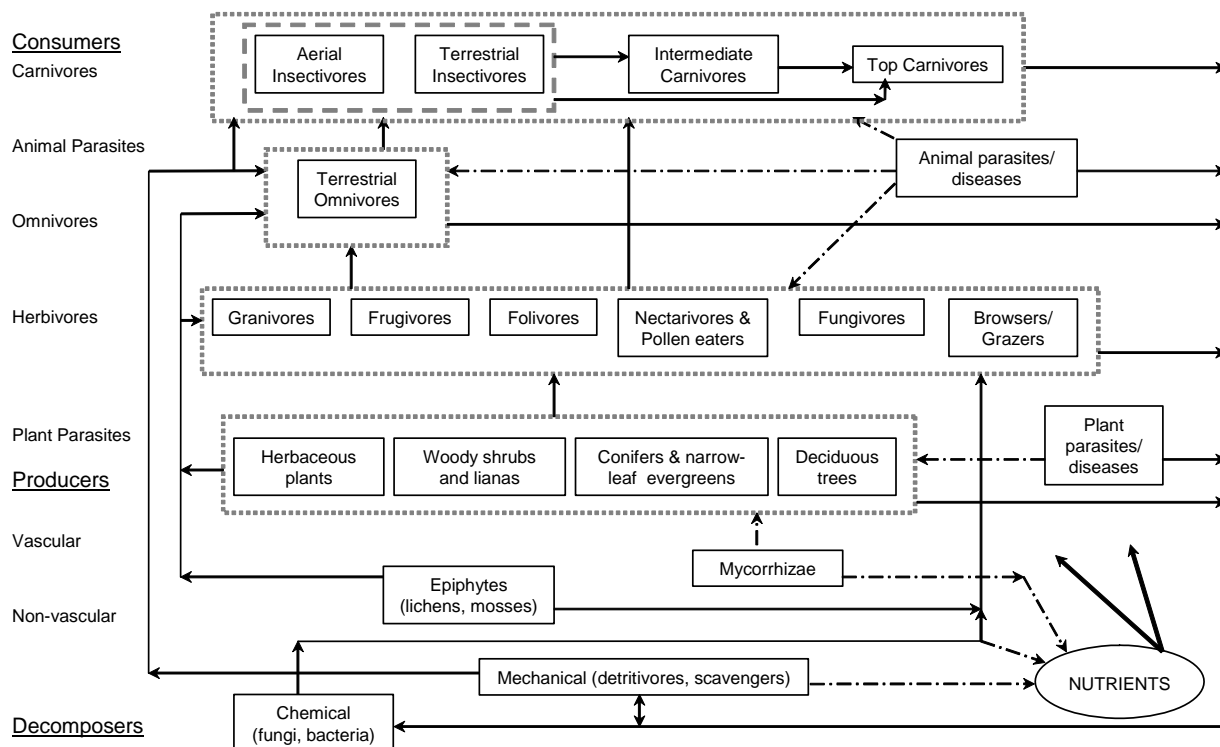 Consumers
Carnivores
Aerial
Insectivores
Terrestrial
Insectivores
Intermediate
Carnivores
Top Carnivores
Animal Parasites
Animal parasites/
diseases
Terrestrial
Omnivores
Omnivores
Herbivores
Granivores
Frugivores
Folivores
Nectarivores &
Pollen eaters
Fungivores
Browsers/
Grazers
Plant Parasites
Plant
parasites/
diseases
Producers
Herbaceous
plants
Woody shrubs
and lianas
Conifers & narrow-
leaf evergreens
Deciduous
trees
Vascular
Mycorrhizae
Non-vascular
Epiphytes
(lichens, mosses)
Mechanical (detritivores, scavengers)
NUTRIENTS
Decomposers
Chemical
(fungi, bacteria)